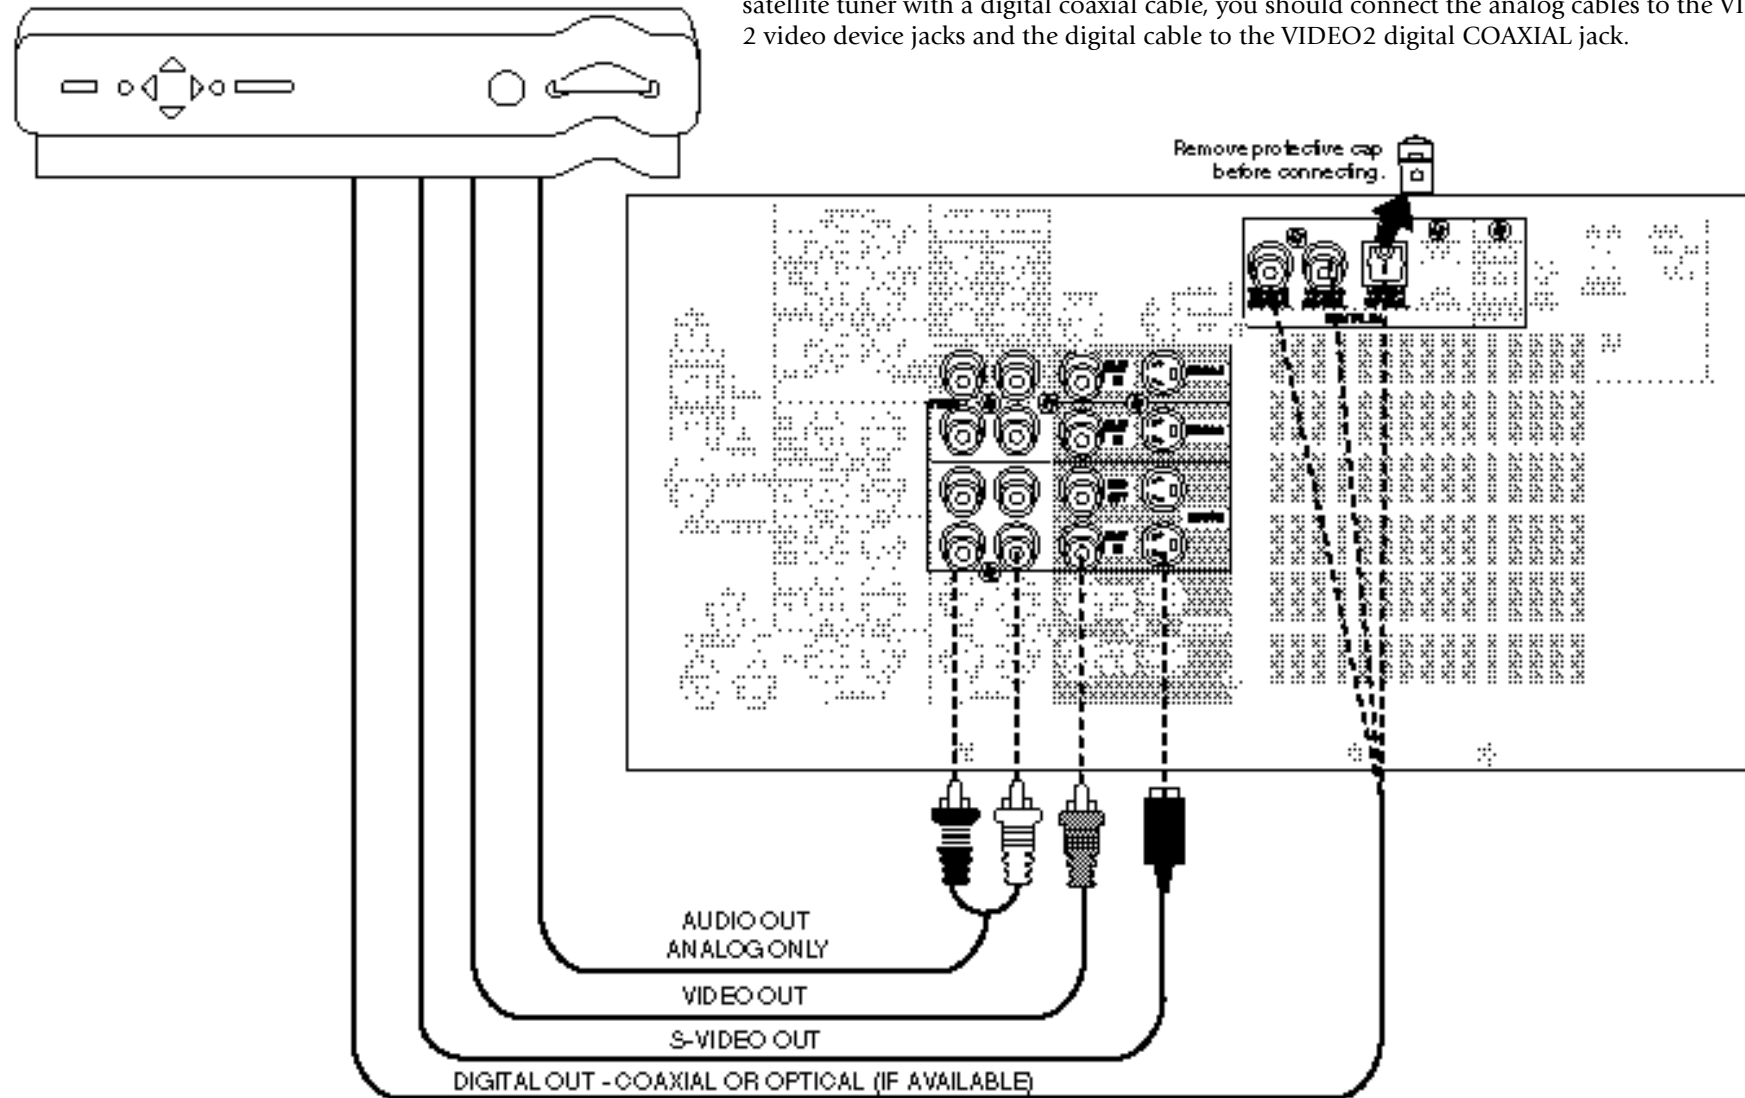 satellite tuner with a digital coaxial cable, you should connect the analog cables to the VI
2 video device jacks and the digital cable to the VIDEO2 digital COAXIAL jack.
Remove protective cap
before connecting.
AUDIO OUT
ANALOG ONLY
VIDEO OUT
S-VIDEO OUT
DIGITAL OUT - COAXIAL OR OPTICAL (IF AVAILABLE)